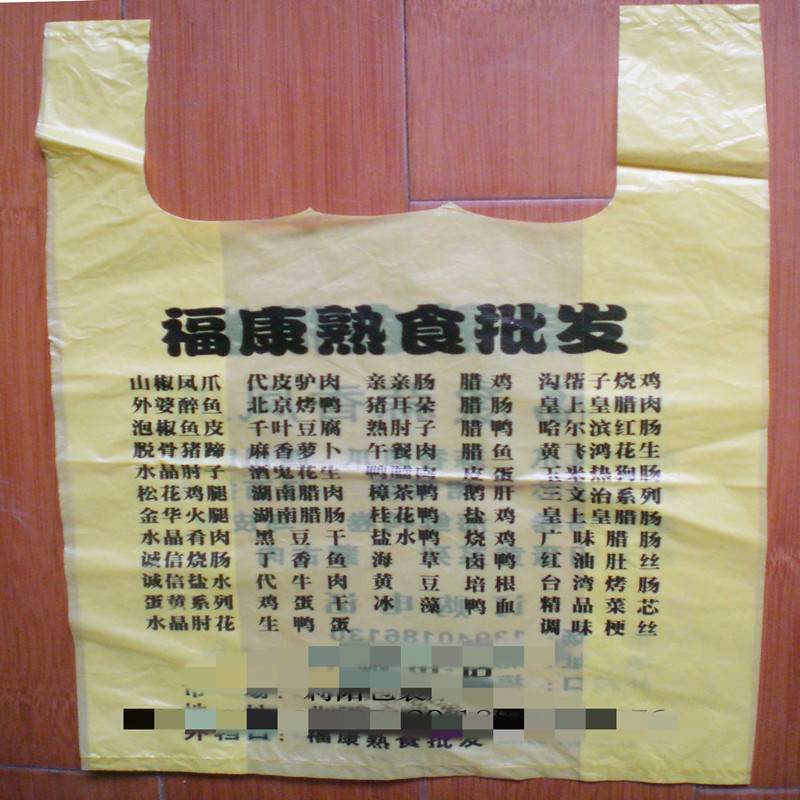 福康熟食批发
山椒凤爪 代皮驴肉 亲亲肠 腊鸡 沟帮子烧鸡
外婆醉鱼 北京烤鸭 猪耳朵 腊肠 皇上皇腊肉
泡椒鱼皮 千叶豆腐 熟肘子 腊鸭 哈尔滨红肠
脱骨猪蹄 麻香萝卜 午餐肉 腊鱼 黄飞鸿花生
水晶肘子 酒鬼花生 皮蛋 玉米热狗肠
松花鸡腿 湖南腊肉 樟茶鸭 鹅肝 三文治系列
金华火腿 湖南腊肠 桂花鸭 盐鸡 皇上皇腊肠
水晶肴肉 黑豆干 盐水鸭 烧鸡 广味腊肠
诚信烧肠 丁香鱼 海草 卤鸭 红油肚丝
诚信盐水 代牛肉 黄豆 培根 台湾烤肠
蛋黄系列 鸡蛋干 冰藻 鸭血 精品菜芯
水晶肘花 生鸭蛋 调味梗丝
福康熟食批发